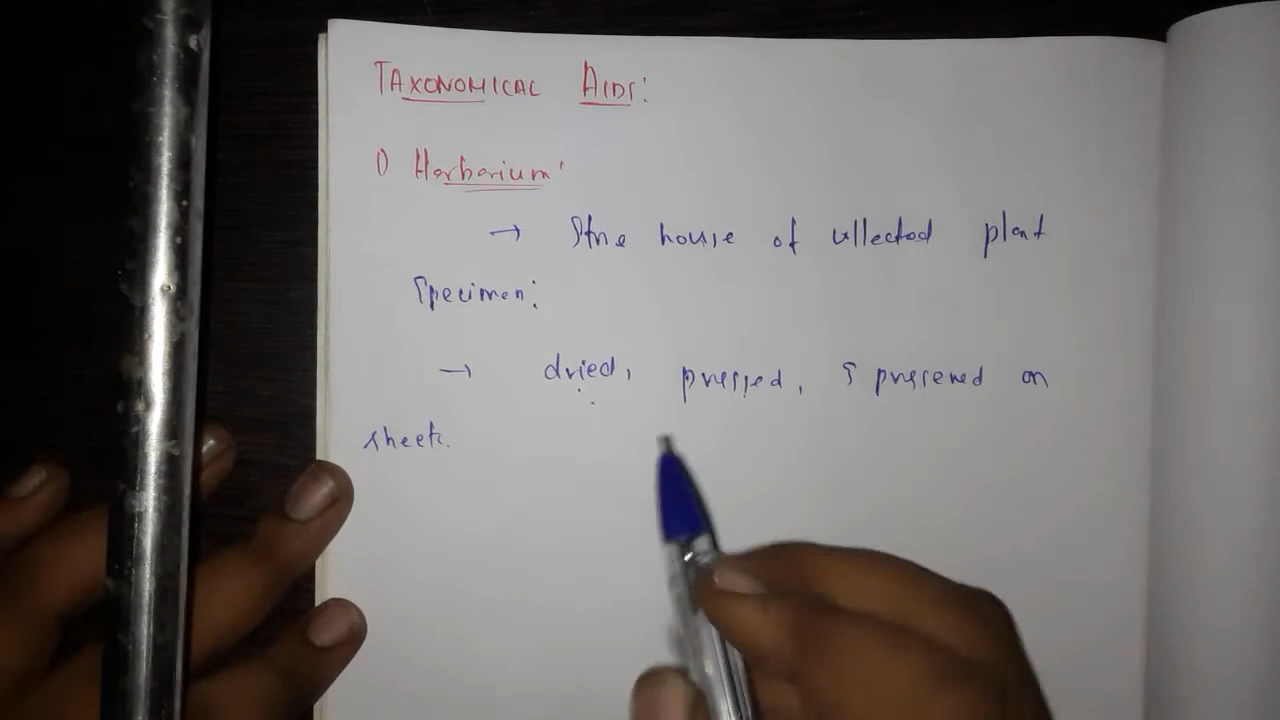 TAXONOMICAL AIDS:
1) Herbarium:
→ Store house of collected plant
Specimen:
→ dried, pressed, & preserved on
sheets.